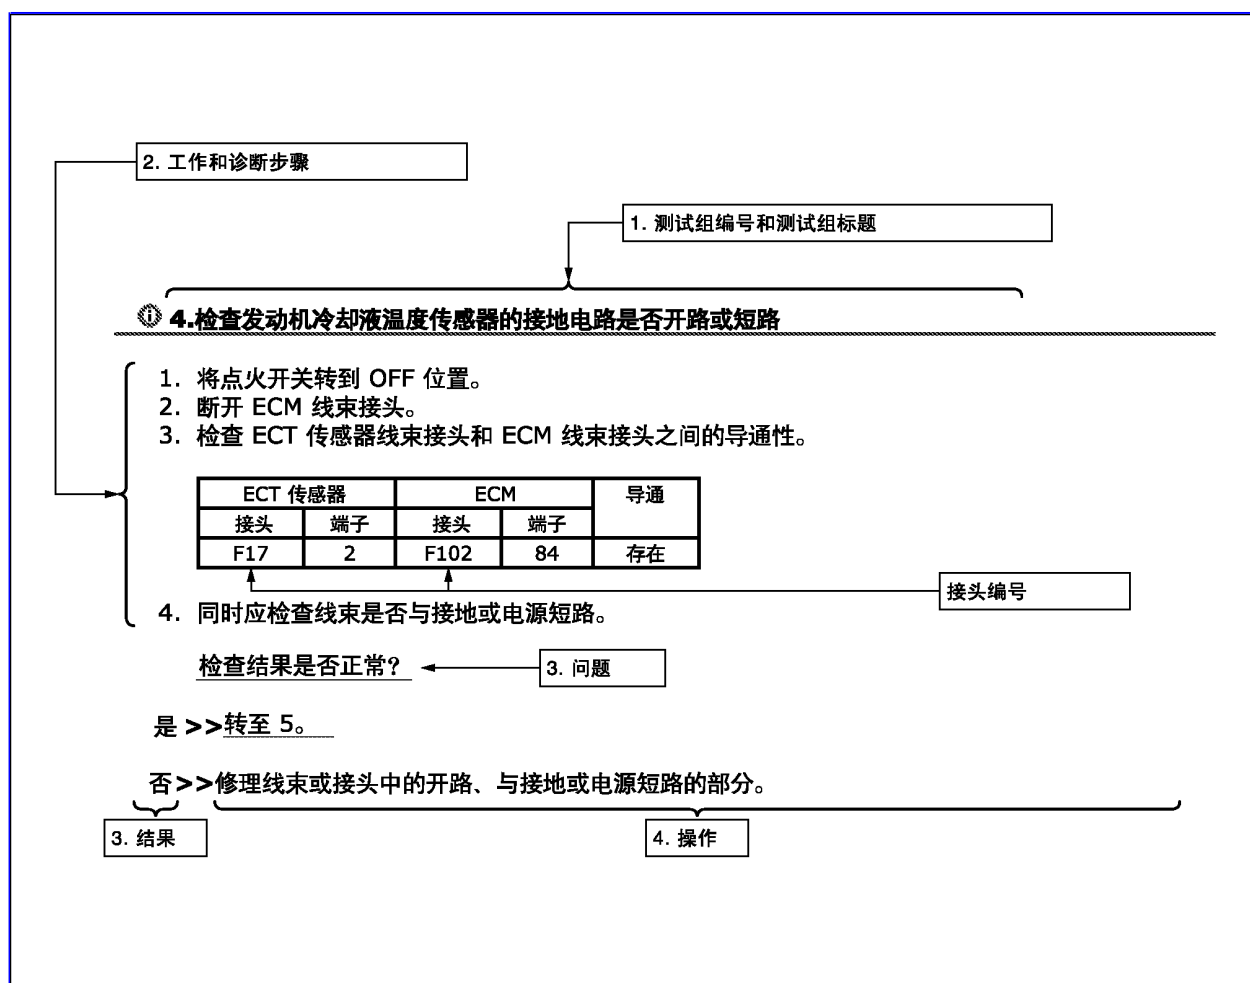 2. 工作和诊断步骤
1. 测试组编号和测试组标题
4.检查发动机冷却液温度传感器的接地电路是否开路或短路
1. 将点火开关转到 OFF 位置。
2. 断开 ECM 线束接头。
3. 检查 ECT 传感器线束接头和 ECM 线束接头之间的导通性。
ECT 传感器 ECM 导通
接头 端子 接头 端子
F17 2 F102 84 存在
接头编号
4. 同时应检查线束是否与接地或电源短路。
检查结果是否正常?
3. 问题
是 >>转至 5。
否>>修理线束或接头中的开路、与接地或电源短路的部分。
3. 结果
4. 操作